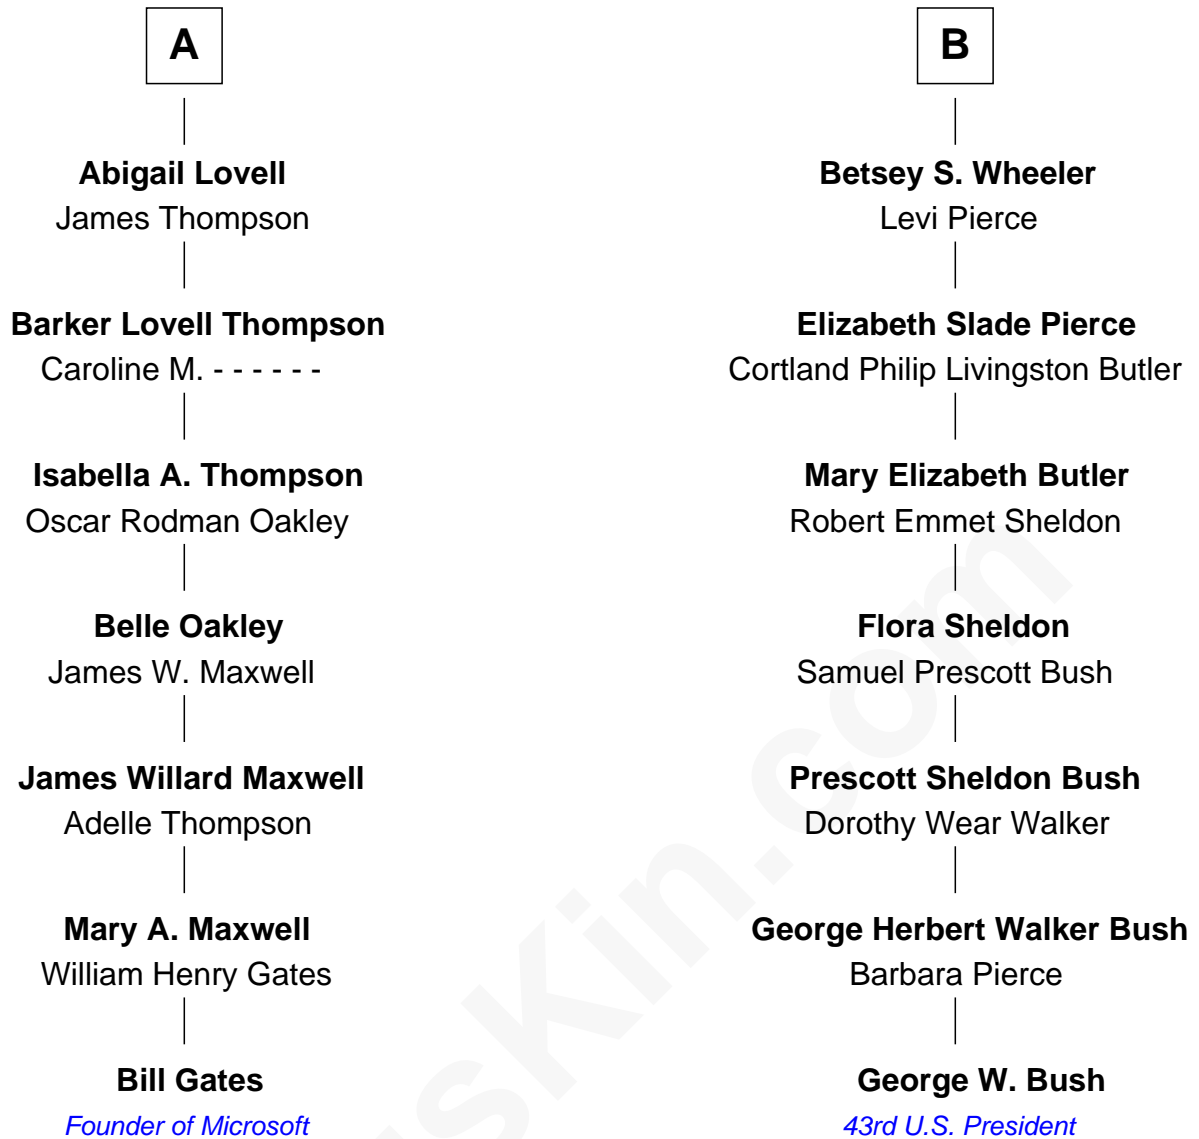 A
Abigail Lovell
James Thompson
Barker Lovell Thompson
Caroline M. - - - - - -
Isabella A. Thompson
Oscar Rodman Oakley
Belle Oakley
James W. Maxwell
James Willard Maxwell
Adelle Thompson
Mary A. Maxwell
William Henry Gates
Bill Gates
Founder of Microsoft
B
Betsey S. Wheeler
Levi Pierce
Elizabeth Slade Pierce
Cortland Philip Livingston Butler
Mary Elizabeth Butler
Robert Emmet Sheldon
Flora Sheldon
Samuel Prescott Bush
Prescott Sheldon Bush
Dorothy Wear Walker
George Herbert Walker Bush
Barbara Pierce
George W. Bush
43rd U.S. President
sKin.com